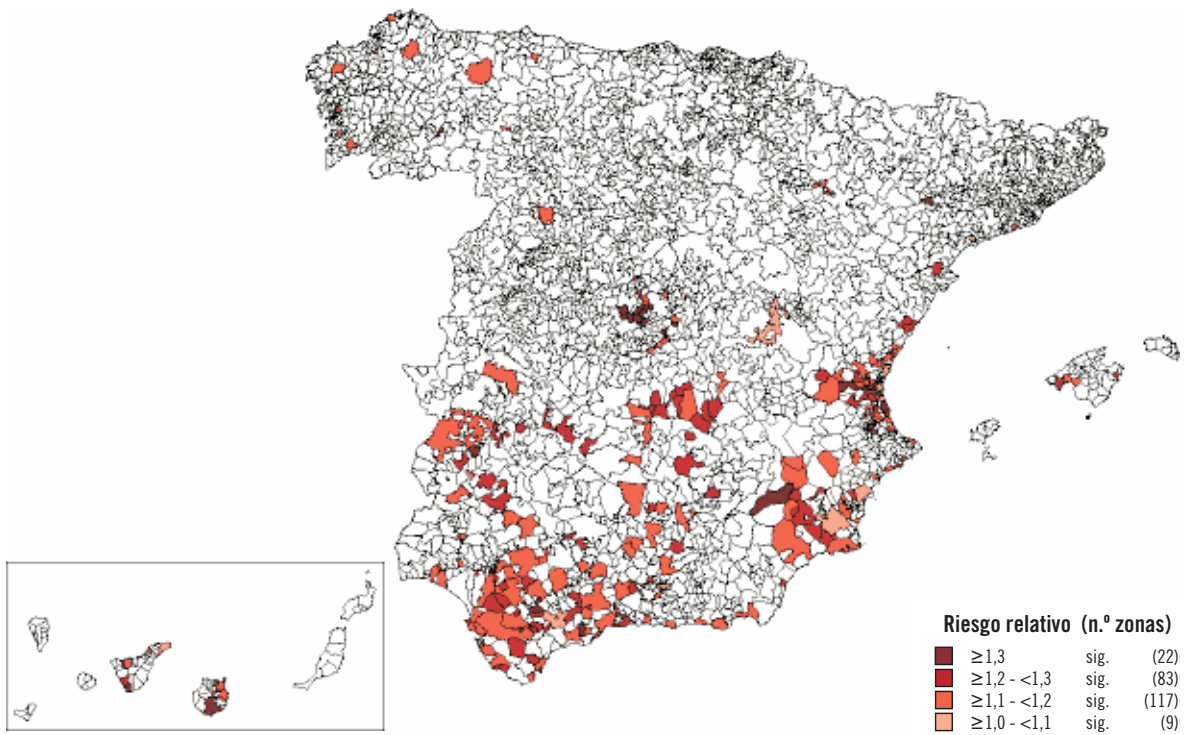 Riesgo relativo (n.º zonas)
≥1,3 sig. (22)
≥1,2 - <1,3 sig. (83)
≥1,1 - <1,2 sig. (117)
≥1,0 - <1,1 sig. (9)